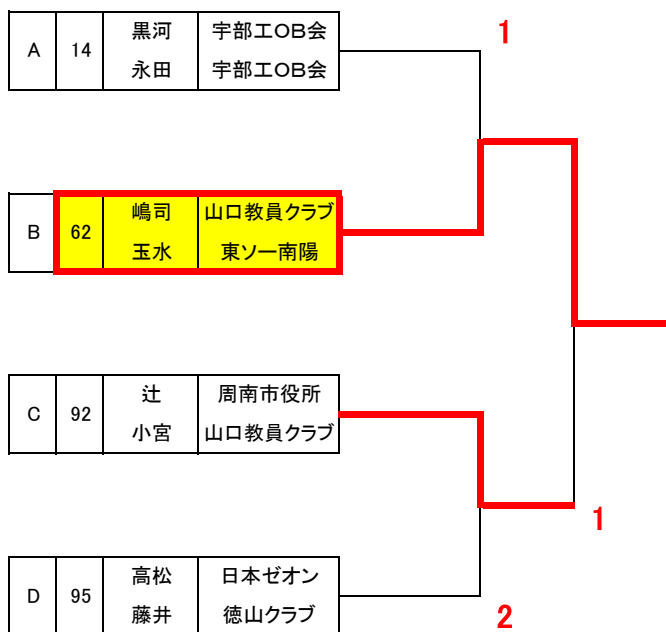 黒河 宇部工OB会
A 14
永田 宇部工OB会
1
嶋司 山口教員クラブ
B 62
玉水 東ソー南陽
辻 周南市役所
C 92
小宮 山口教員クラブ
1
高松 日本ゼオン
D 95
藤井 徳山クラブ
2